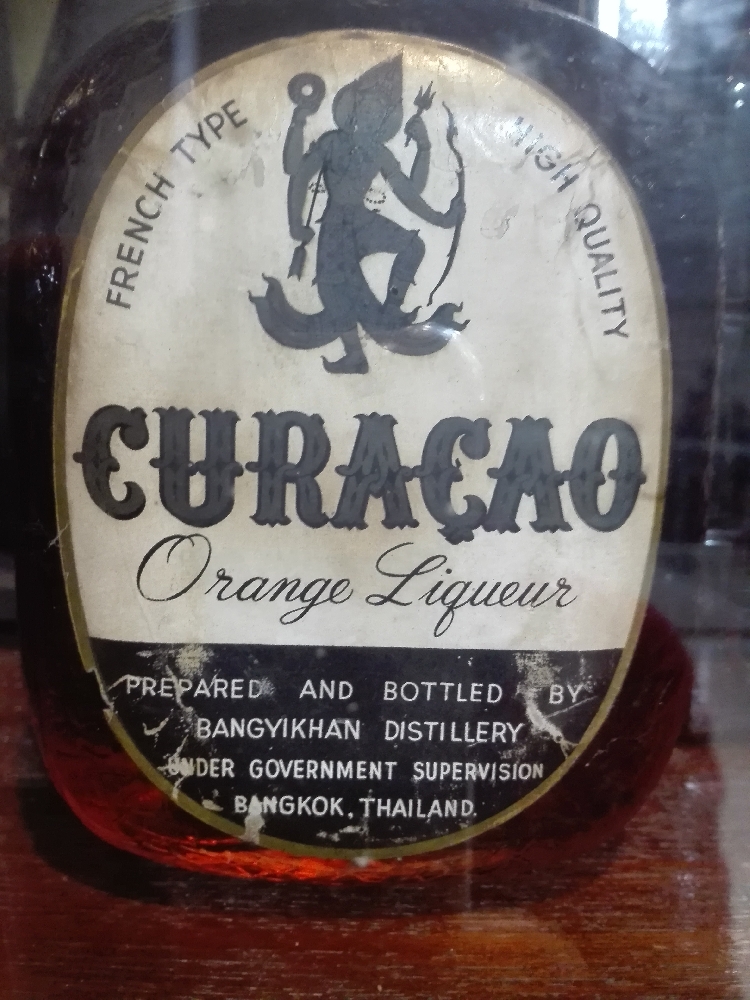 FRENCH TYPE
HIGH QUALITY
CURAÇAO
Orange Liqueur
PREPARED AND BOTTLED BY
BANGYIKHAN DISTILLERY
UNDER GOVERNMENT SUPERVISION
BANGKOK, THAILAND.